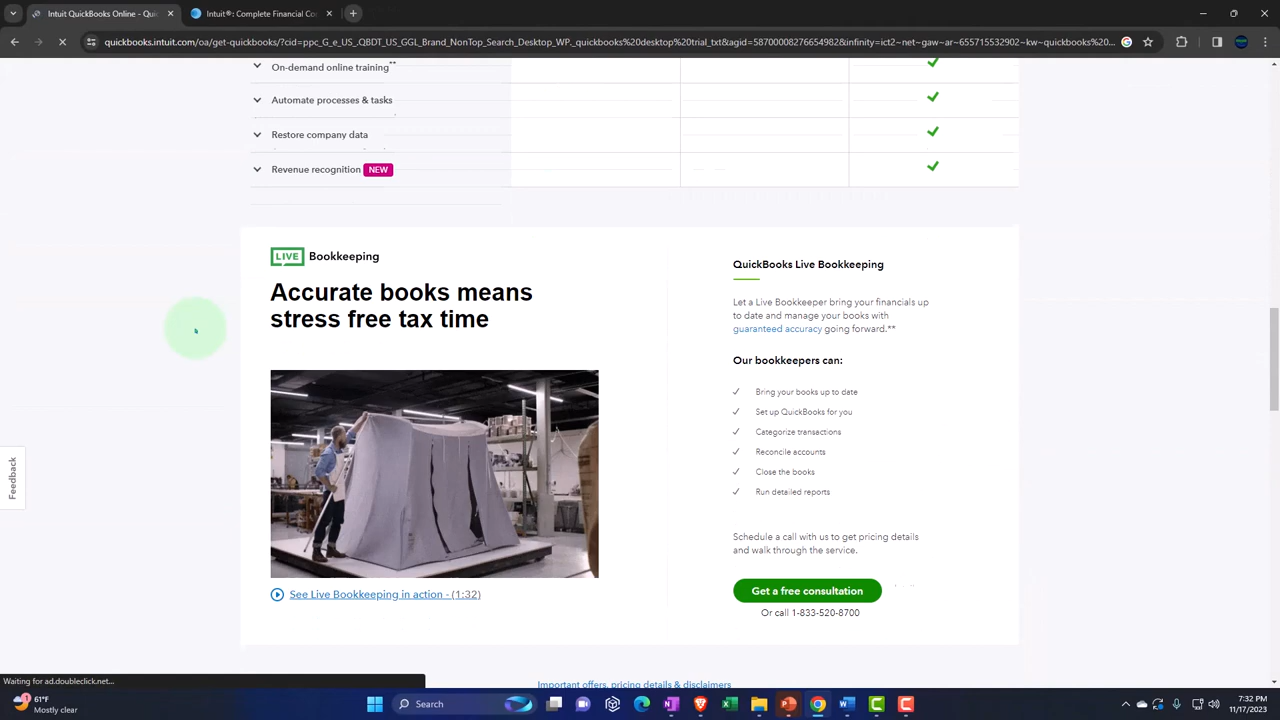 Intuit QuickBooks Online - Quic
Intuit®: Complete Financial Co
quickbooks.intuit.com/oa/get-quickbooks/?cid=ppc_G_G_US_QBDT_US_GGL_Brand_NonTop_Search_Desktop_WP_quickbooks%20desktop%20trial_txt&agid=58700008276654982&infinity=ict2~net~gaw~ar~655715532902~kw~quickbooks%20...
On-demand online training**
Automate processes & tasks
Restore company data
Revenue recognition NEW
LIVE Bookkeeping
Accurate books means
stress free tax time
See Live Bookkeeping in action - (1:32)
QuickBooks Live Bookkeeping
Let a Live Bookkeeper bring your financials up
to date and manage your books with
guaranteed accuracy going forward.**
Our bookkeepers can:
Bring your books up to date
Set up QuickBooks for you
Categorize transactions
Reconcile accounts
Close the books
Run detailed reports
Schedule a call with us to get pricing details
and walk through the service.
Get a free consultation
Or call 1-833-520-8700
Feedback
Important offers, pricing details & disclaimers
Waiting for ad.doubleclick.net...
1
61°F
Mostly clear
Search
7:32 PM
11/17/2023